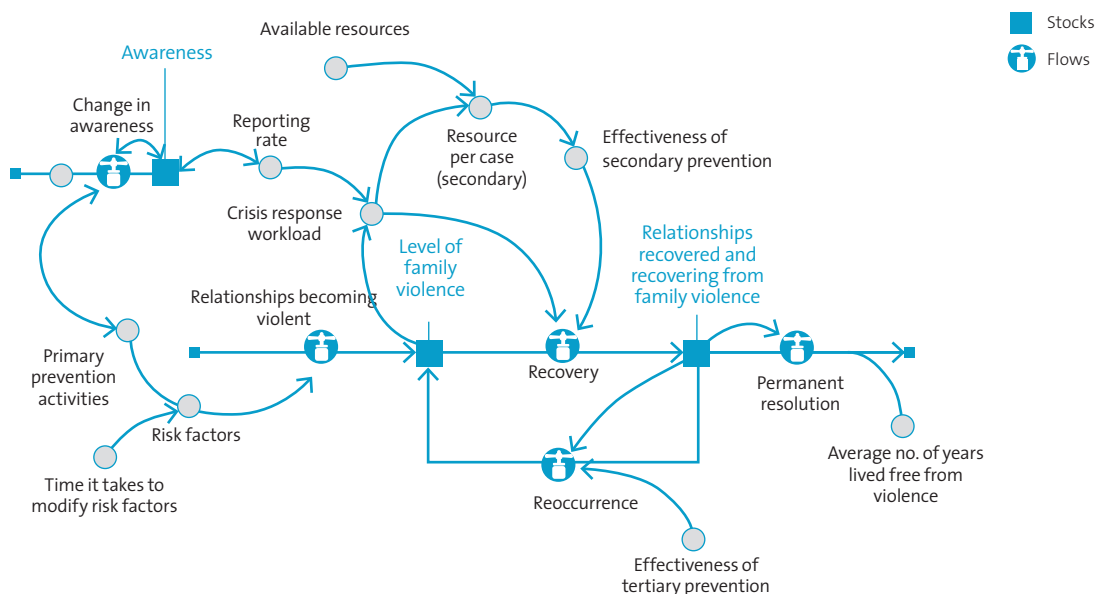 Available resources
Stocks
Flows
Awareness
Change in
awareness
Reporting
rate
Resource
per case
(secondary)
Effectiveness of
secondary prevention
Crisis response
workload
Level of
family
violence
Relationships
recovered and
recovering from
family violence
Relationships becoming
violent
Primary
prevention
activities
Recovery
Permanent
resolution
Risk factors
Time it takes to
modify risk factors
Average no. of years
lived free from
violence
Reoccurrence
Effectiveness of
tertiary prevention